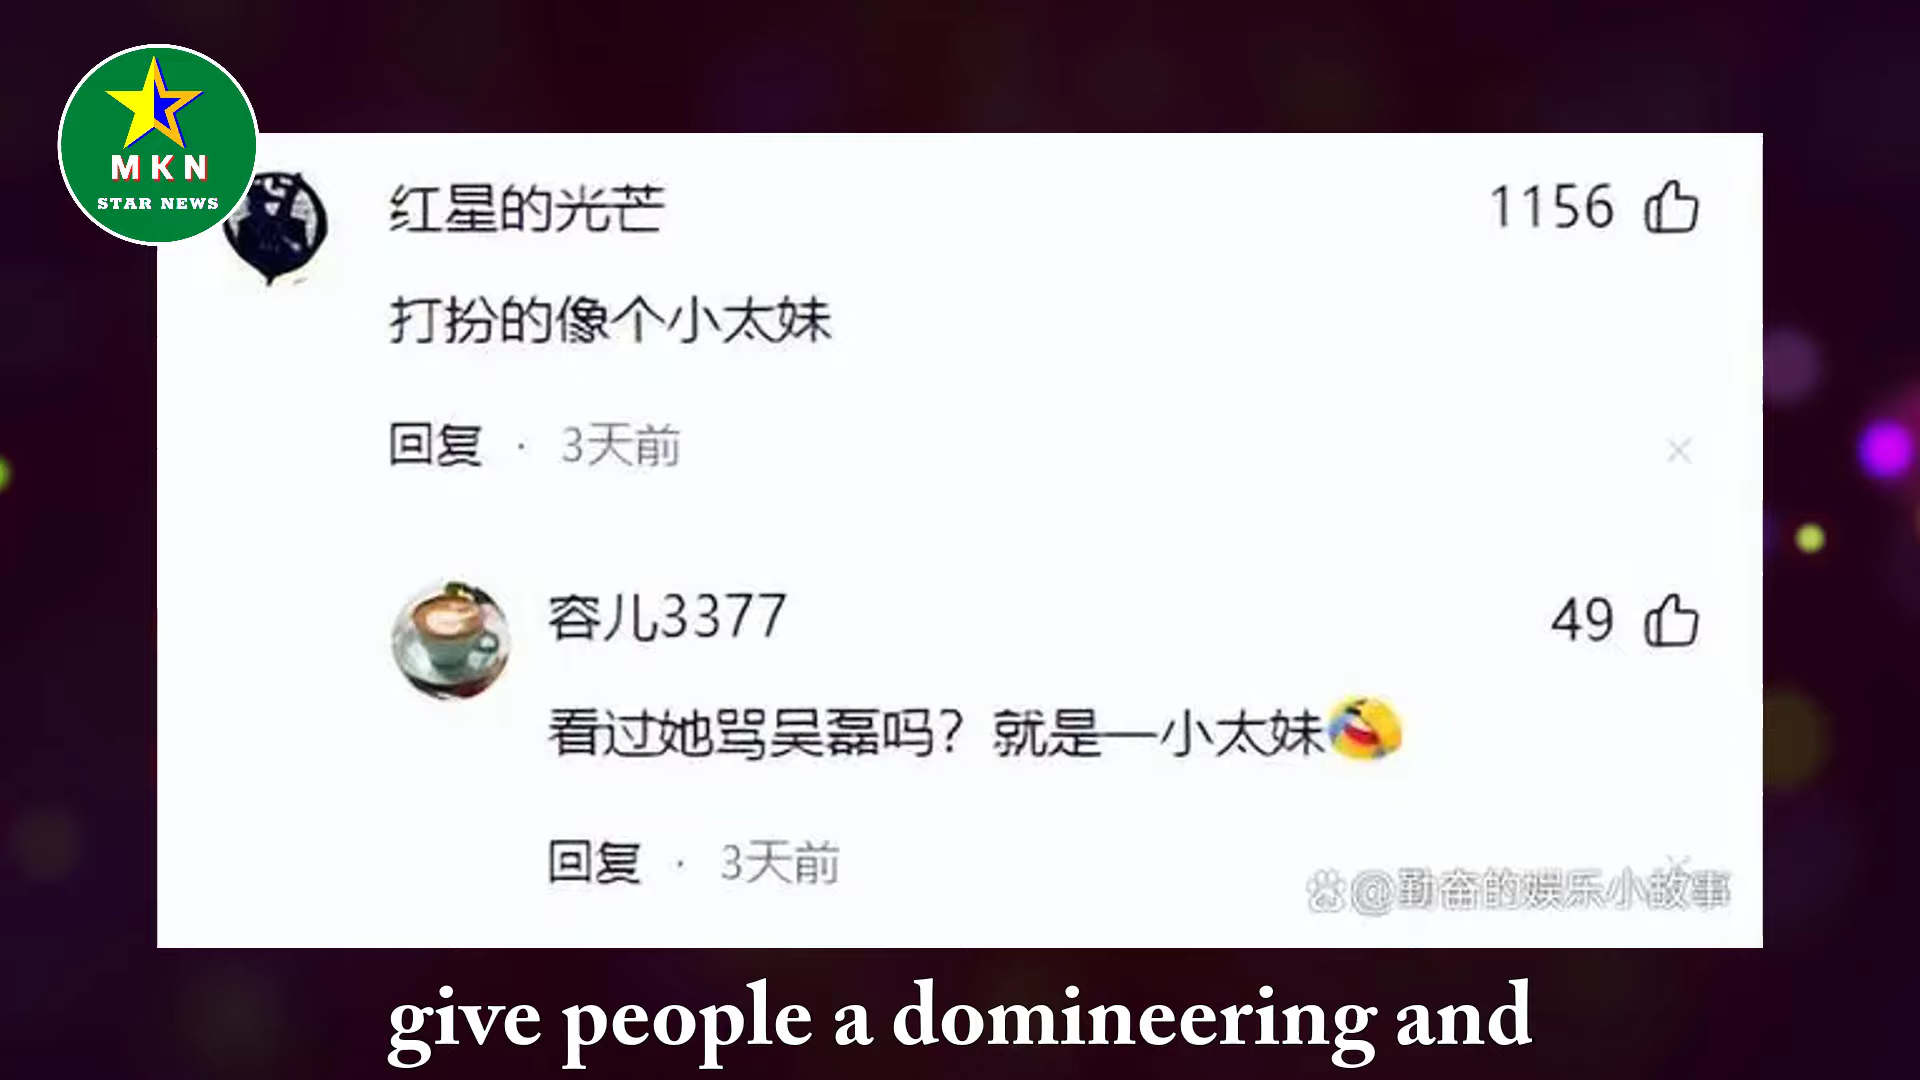 MKN
STAR NEWS
红星的光芒
1156
打扮的像个小太妹
回复 · 3天前
容儿3377
49
看过她骂吴磊吗？就是一小太妹
回复 · 3天前
@勤奋的娱乐小故事
give people a domineering and